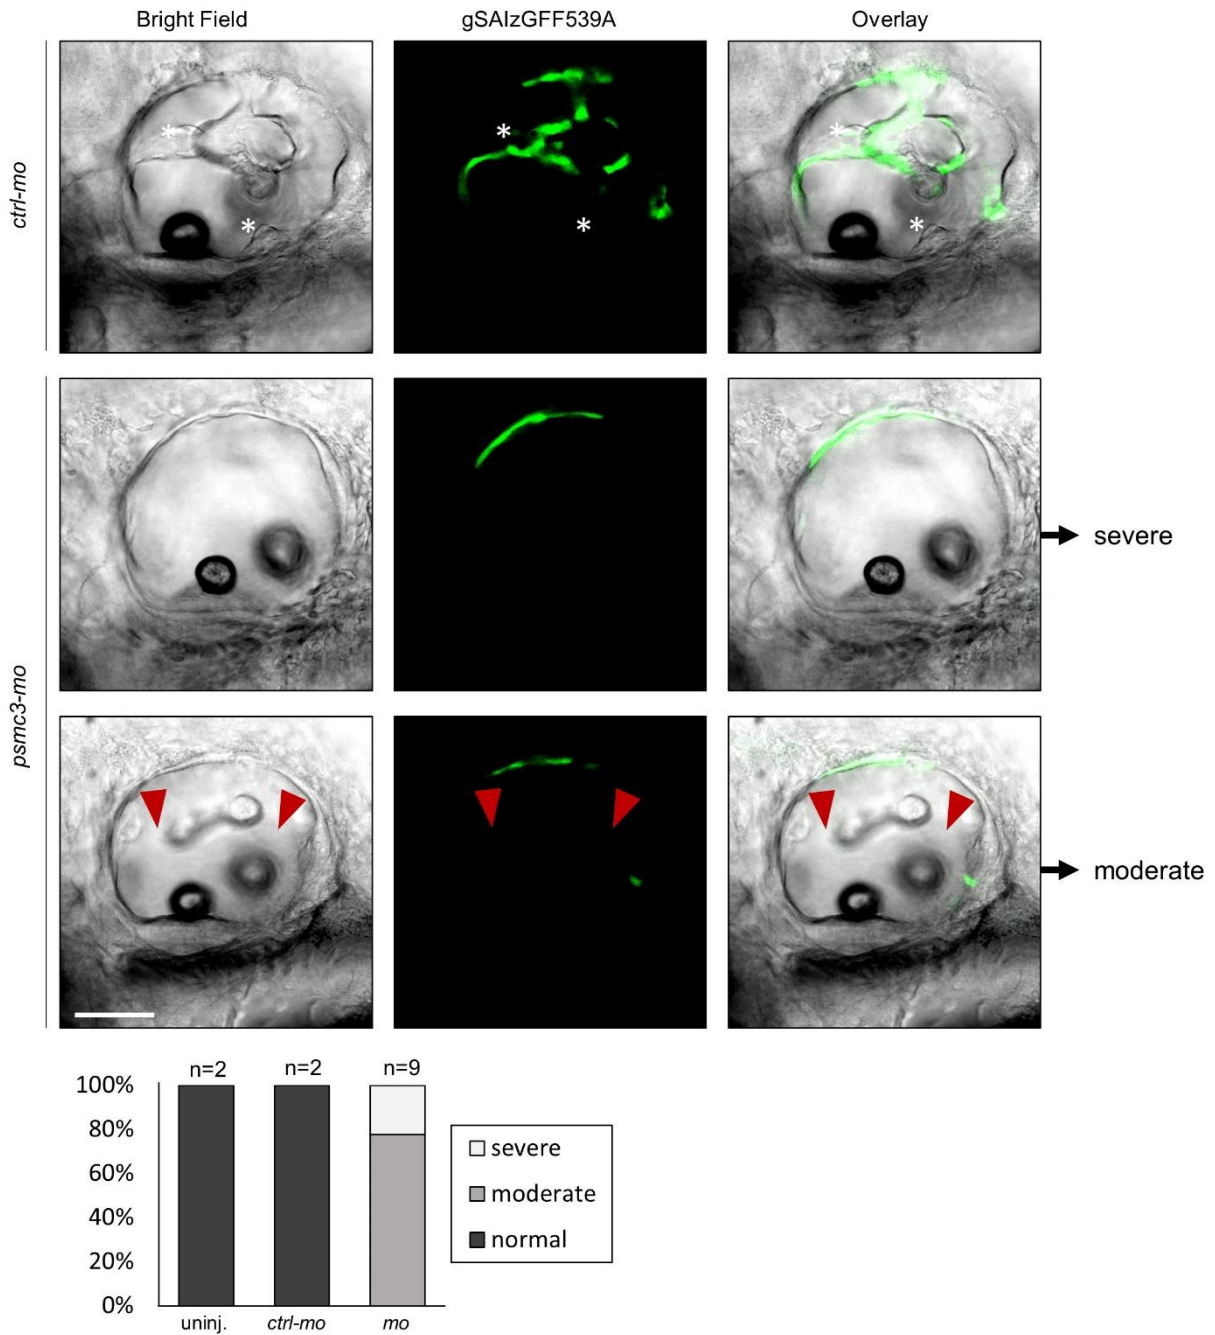 Bright Field gSAIzGFF539A Overlay
ctrl-mo
*
*
*
*
*
*
psmc3-mo
severe
moderate
n=2 n=2 n=9
100%
80%
60%
40%
20%
0%
uninj. ctrl-mo mo
severe
moderate
normal